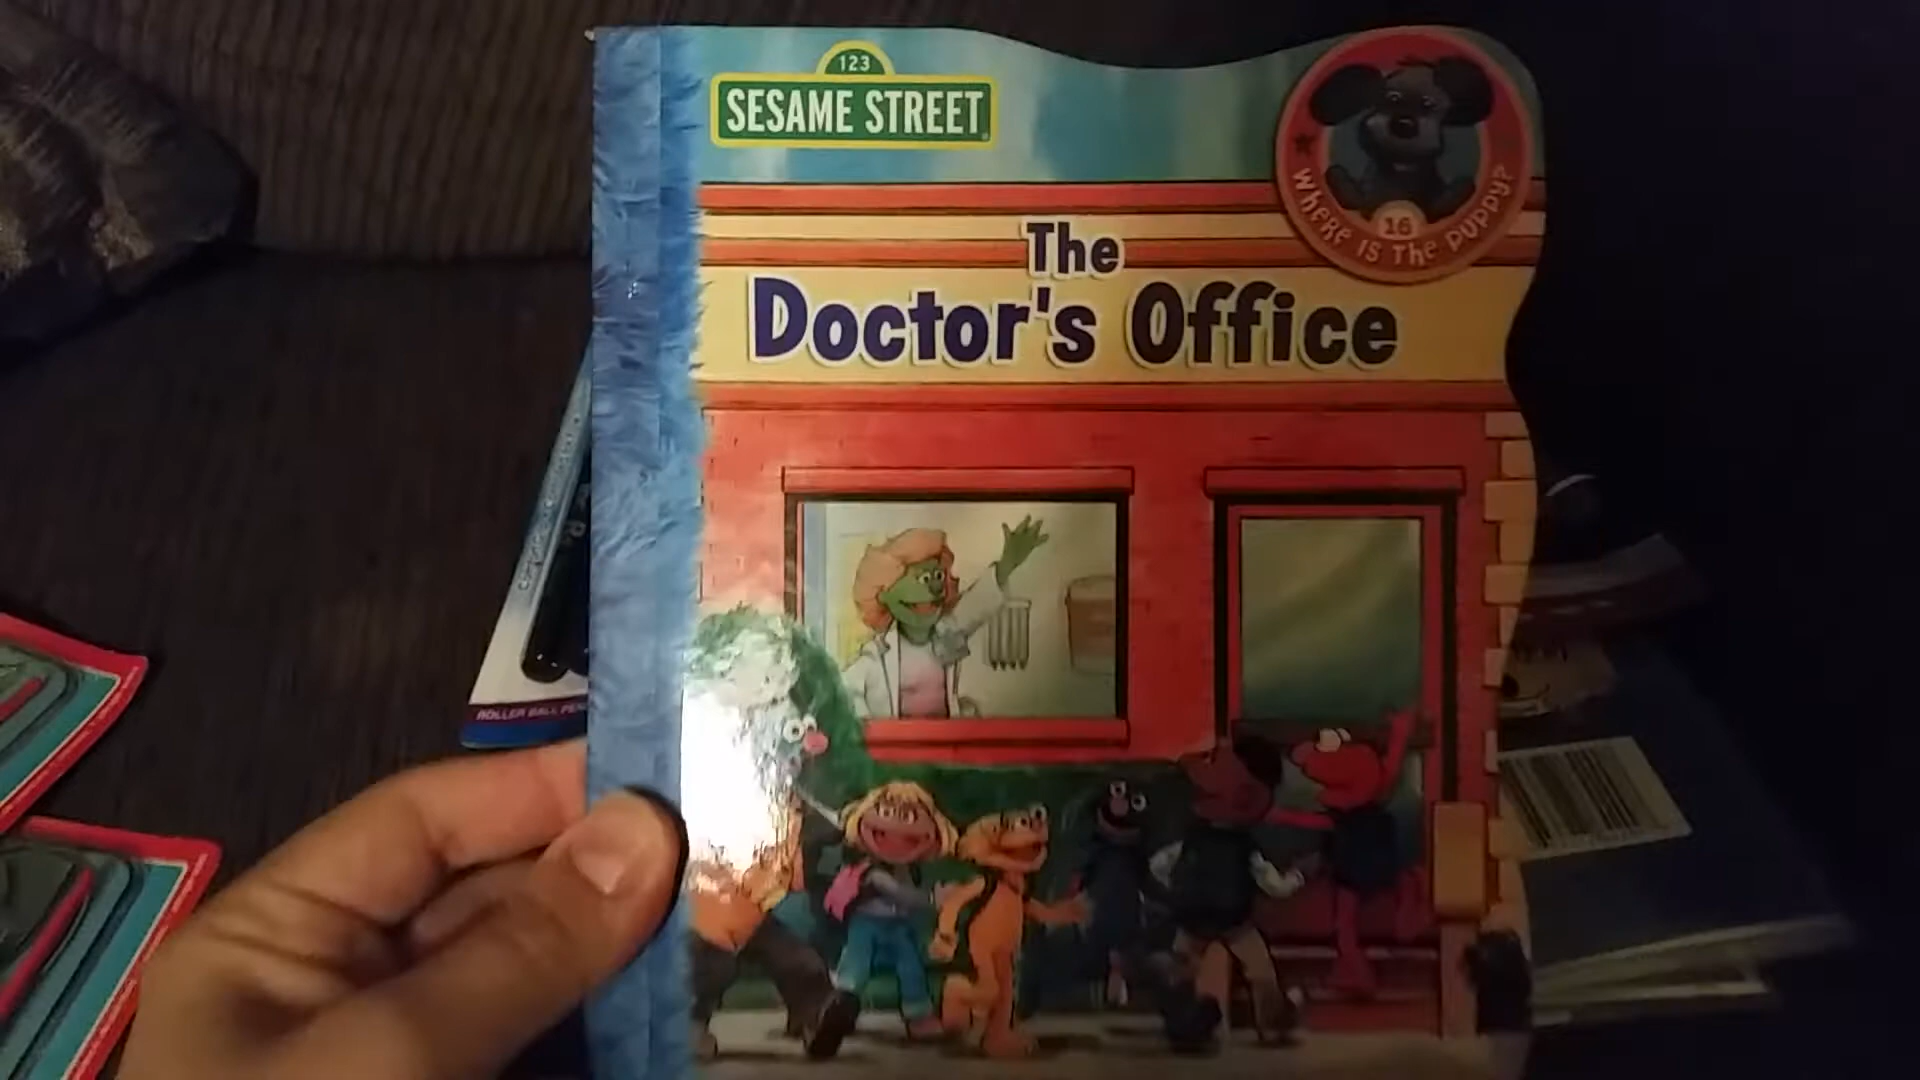 123
SESAME STREET
WHERE IS THE PUPPY?
16
The
Doctor's Office
ROLLER BALL PEN